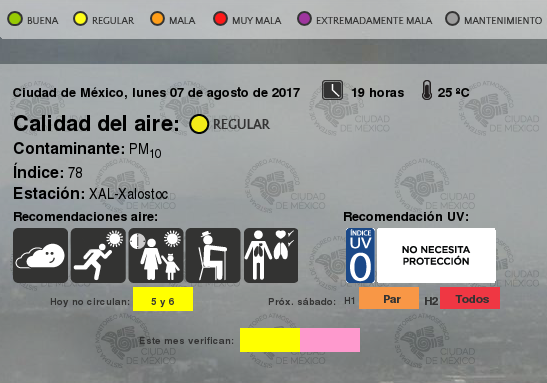 BUENA REGULAR MALA MUY MALA EXTREMADAMENTE MALA MANTENIMIENTO
Ciudad de México, lunes 07 de agosto de 2017 19 horas 25 ºC
Calidad del aire: REGULAR
Contaminante: PM10
Índice: 78
Estación: XAL-Xalostoc
Recomendaciones aire: Recomendación UV:
ÍNDICE
UV
0
NO NECESITA
PROTECCIÓN
Hoy no circulan: 5 y 6 Próx. sábado: H1 Par H2 Todos
Este mes verifican:
CIUDAD
DE MÉXICO